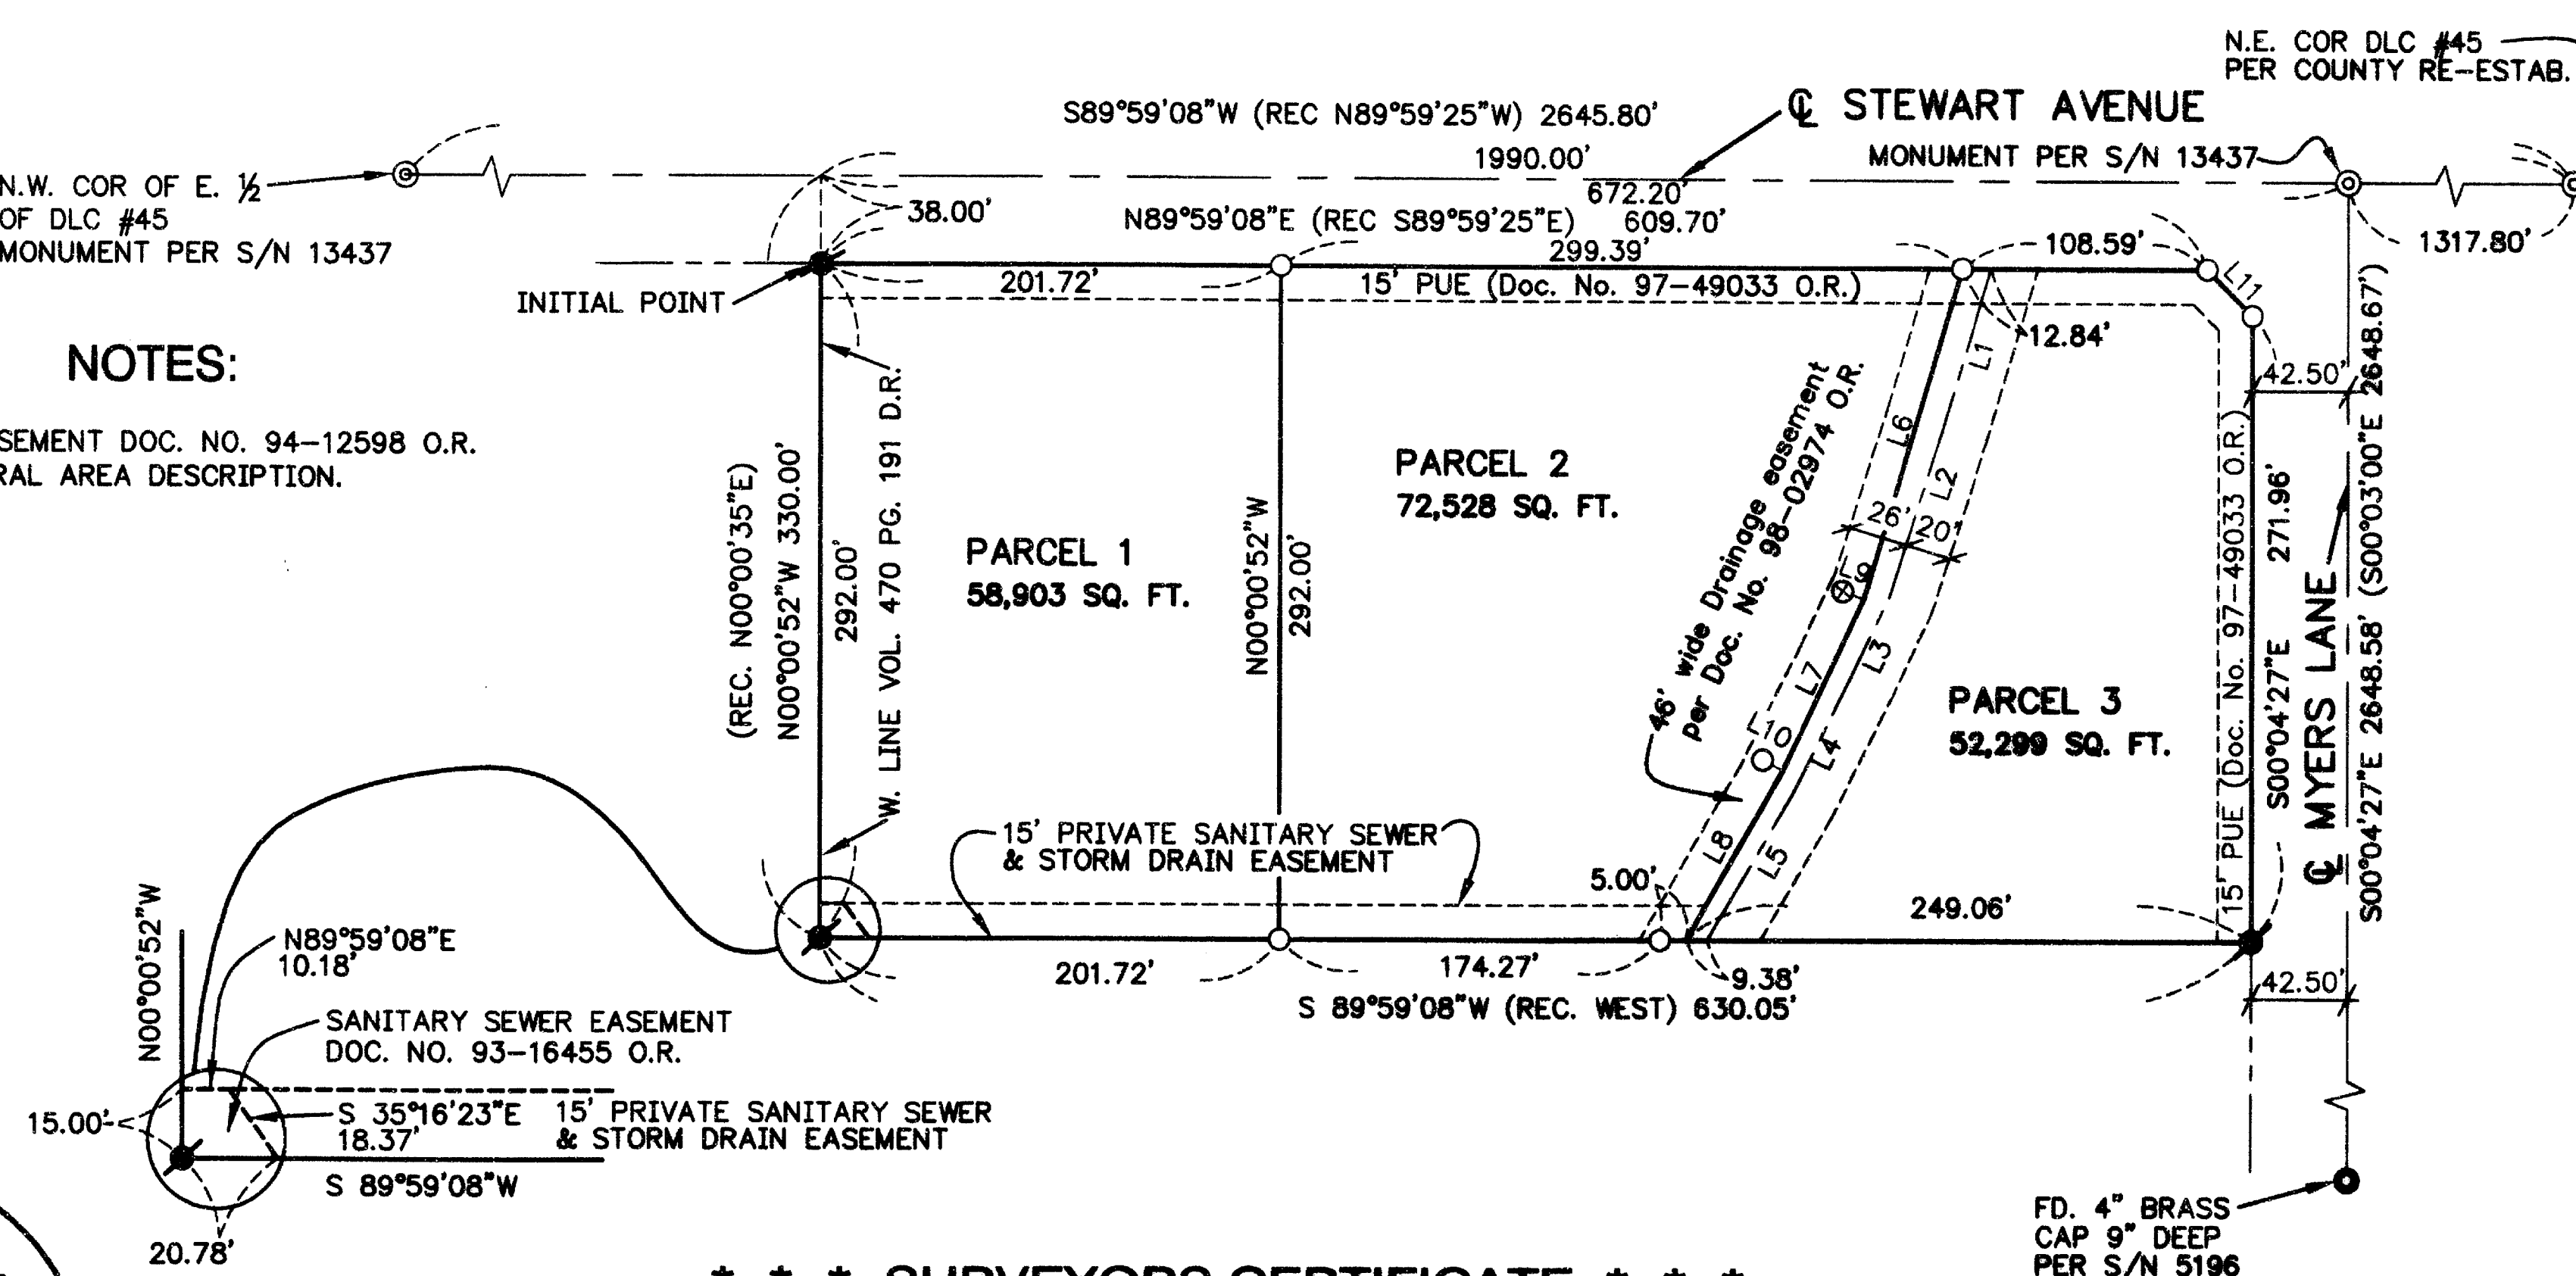 N.E. COR DLC #45
PER COUNTY RE-ESTAB.
S89°59'08"W (REC N89°59'25"W) 2645.80'
℄ STEWART AVENUE
1990.00'
MONUMENT PER S/N 13437
N.W. COR OF E. ½
OF DLC #45
MONUMENT PER S/N 13437
672.20'
38.00'
N89°59'08"E (REC S89°59'25"E) 609.70'
299.39'
108.59'
1317.80'
201.72'
15' PUE (Doc. No. 97-49033 O.R.)
L11
INITIAL POINT
12.84'
L1
NOTES:
42.50'
SEMENT DOC. NO. 94-12598 O.R.
RAL AREA DESCRIPTION.
(REC. N00°00'35"E)
N00°00'52"W 330.00'
292.00'
W. LINE VOL. 470 PG. 191 D.R.
PARCEL 1
58,903 SQ. FT.
N00°00'52"W
292.00'
PARCEL 2
72,528 SQ. FT.
46' wide Drainage easement
per Doc. No. 98-02974 O.R.
L6
L2
26'
20'
L9
L3
L7
L10
L4
L8
L5
PARCEL 3
52,299 SQ. FT.
15' PUE (Doc. No. 97-49033 O.R.)
S00°04'27"E 271.96'
℄ MYERS LANE
S00°04'27"E 2648.58' (S00°03'00"E 2648.67')
15' PRIVATE SANITARY SEWER
& STORM DRAIN EASEMENT
5.00'
249.06'
201.72'
174.27'
9.38'
42.50'
S 89°59'08"W (REC. WEST) 630.05'
N00°00'52"W
N89°59'08"E
10.18'
SANITARY SEWER EASEMENT
DOC. NO. 93-16455 O.R.
15.00'
S 35°16'23"E
18.37'
15' PRIVATE SANITARY SEWER
& STORM DRAIN EASEMENT
S 89°59'08"W
20.78'
FD. 4" BRASS
CAP 9" DEEP
PER S/N 5196
* * * SURVEYORS CERTIFICATE * * *